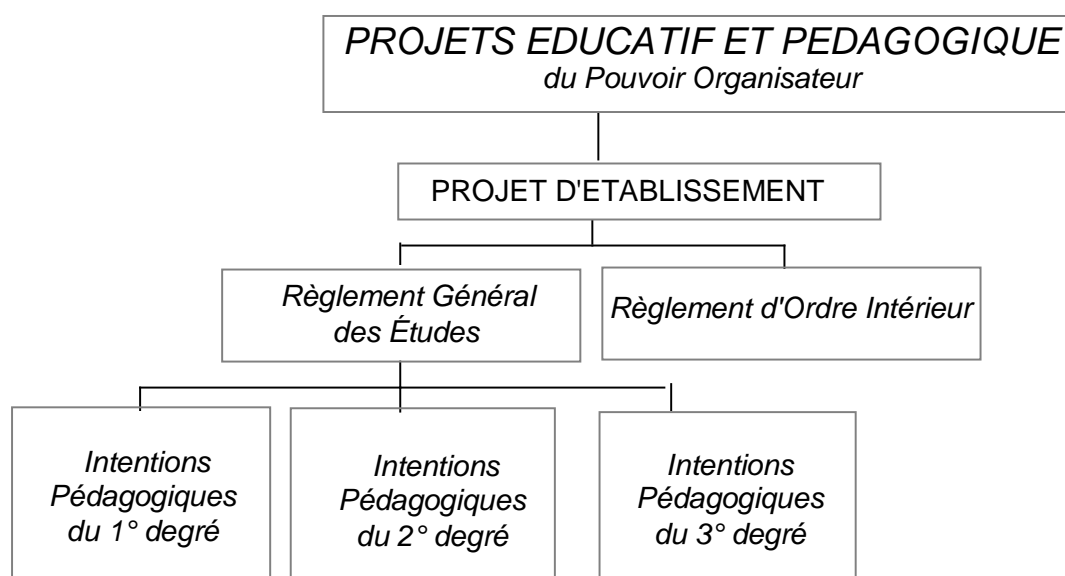 PROJETS EDUCATIF ET PEDAGOGIQUE
du Pouvoir Organisateur
PROJET D'ETABLISSEMENT
Règlement Général
des Études
Règlement d'Ordre Intérieur
Intentions
Pédagogiques
du 1° degré
Intentions
Pédagogiques
du 2° degré
Intentions
Pédagogiques
du 3° degré